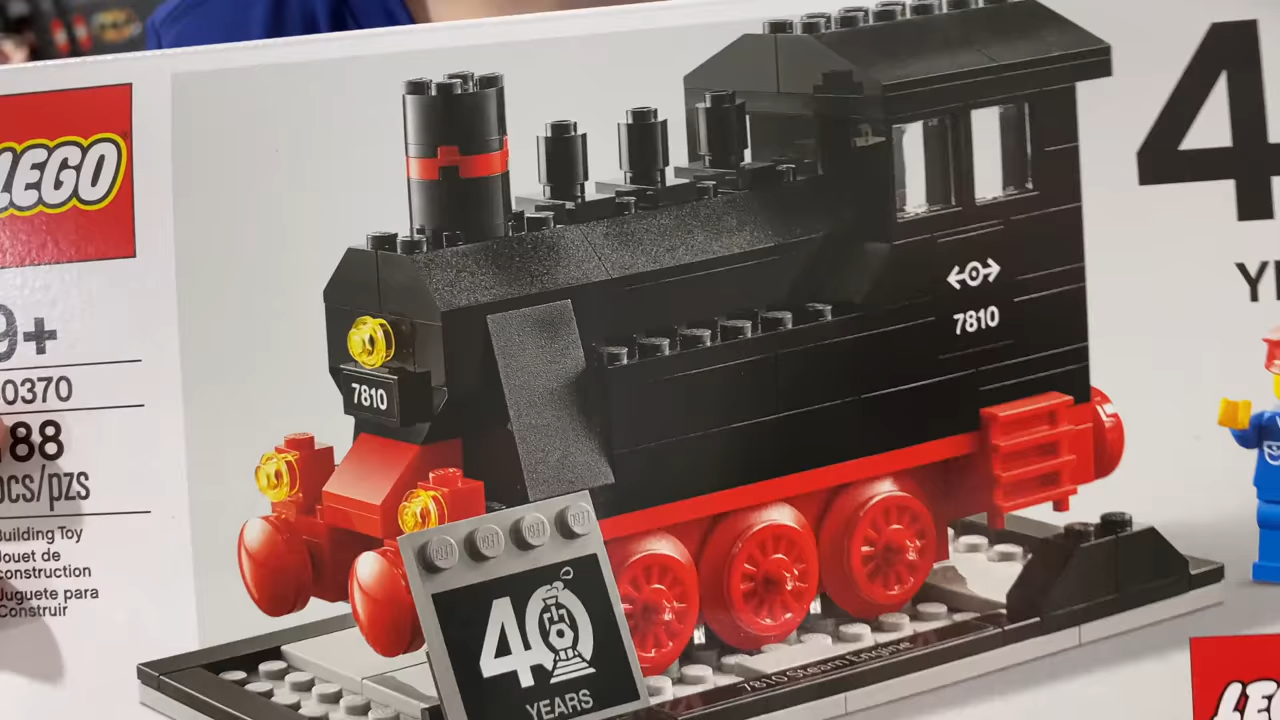 LEGO
9+
0370
88
pcs/pzs
Building Toy
Jouet de
construction
Juguete para
Construir
7810
7810
40
YEARS
7810 Steam Engine
4